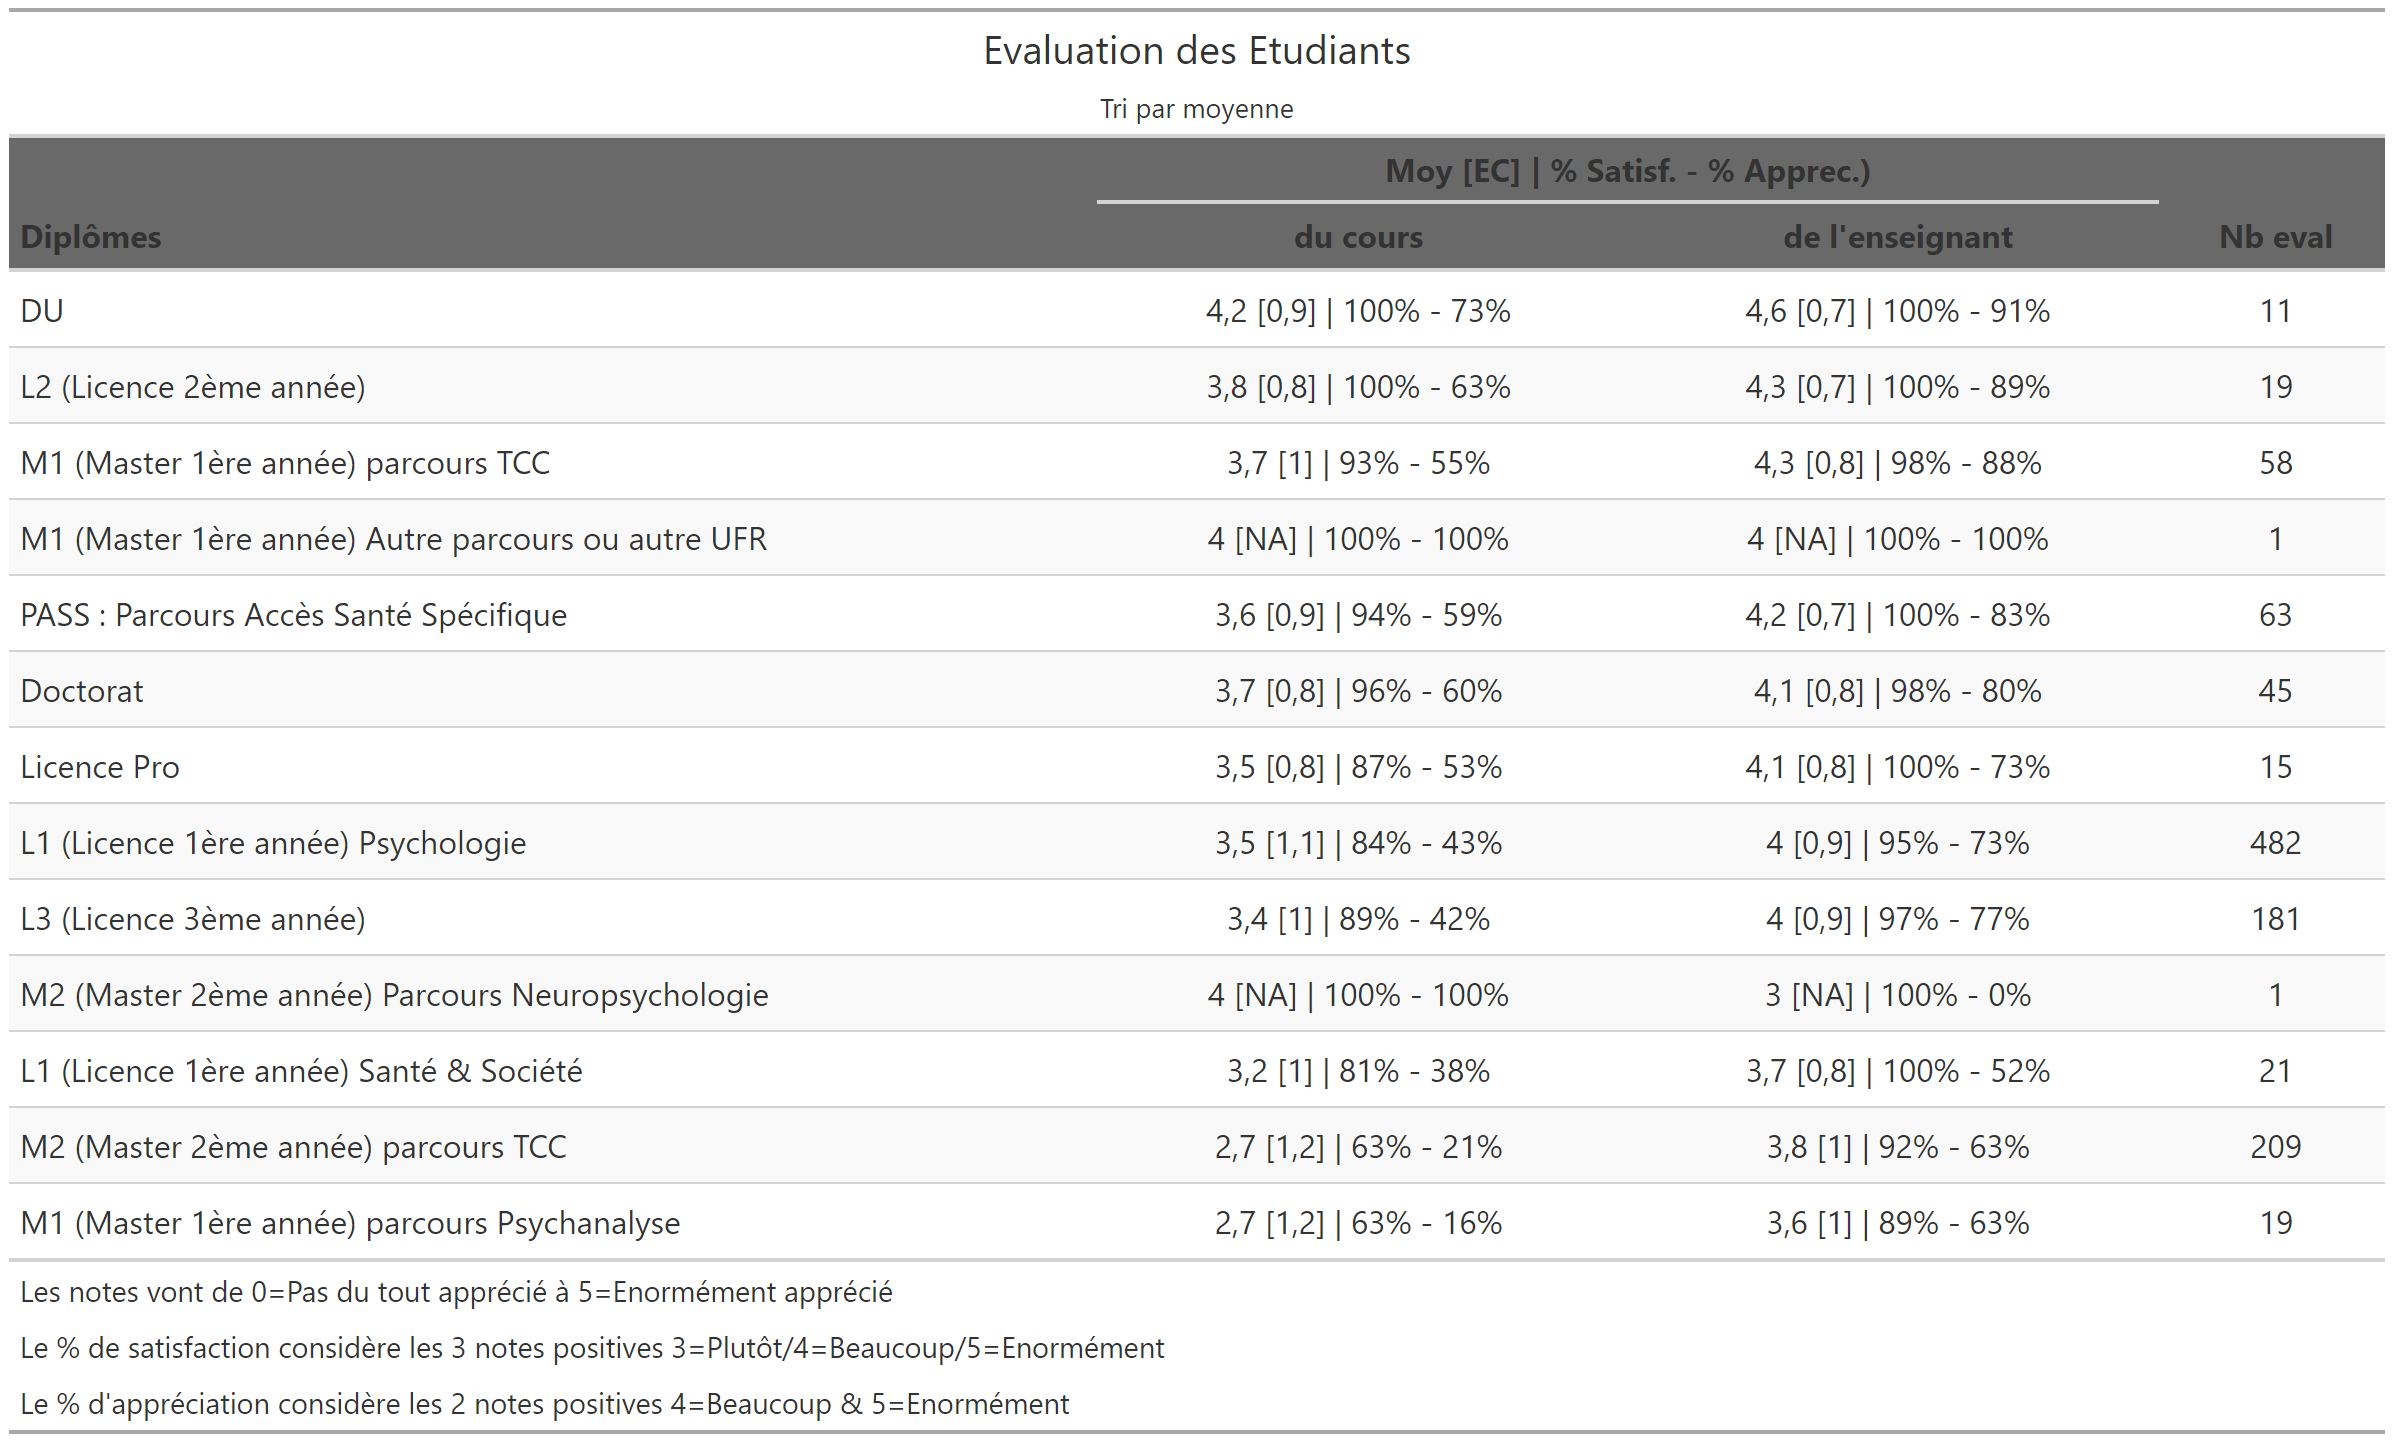 Evaluation des Etudiants
Tri par moyenne
Moy [EC] | % Satisf. - % Apprec.)
Diplômes du cours de l'enseignant Nb eval
DU 4,2 [0,9] | 100% - 73% 4,6 [0,7] | 100% - 91% 11
L2 (Licence 2ème année) 3,8 [0,8] | 100% - 63% 4,3 [0,7] | 100% - 89% 19
M1 (Master 1ère année) parcours TCC 3,7 [1] | 93% - 55% 4,3 [0,8] | 98% - 88% 58
M1 (Master 1ère année) Autre parcours ou autre UFR 4 [NA] | 100% - 100% 4 [NA] | 100% - 100% 1
PASS : Parcours Accès Santé Spécifique 3,6 [0,9] | 94% - 59% 4,2 [0,7] | 100% - 83% 63
Doctorat 3,7 [0,8] | 96% - 60% 4,1 [0,8] | 98% - 80% 45
Licence Pro 3,5 [0,8] | 87% - 53% 4,1 [0,8] | 100% - 73% 15
L1 (Licence 1ère année) Psychologie 3,5 [1,1] | 84% - 43% 4 [0,9] | 95% - 73% 482
L3 (Licence 3ème année) 3,4 [1] | 89% - 42% 4 [0,9] | 97% - 77% 181
M2 (Master 2ème année) Parcours Neuropsychologie 4 [NA] | 100% - 100% 3 [NA] | 100% - 0% 1
L1 (Licence 1ère année) Santé & Société 3,2 [1] | 81% - 38% 3,7 [0,8] | 100% - 52% 21
M2 (Master 2ème année) parcours TCC 2,7 [1,2] | 63% - 21% 3,8 [1] | 92% - 63% 209
M1 (Master 1ère année) parcours Psychanalyse 2,7 [1,2] | 63% - 16% 3,6 [1] | 89% - 63% 19
Les notes vont de 0=Pas du tout apprécié à 5=Enormément apprécié
Le % de satisfaction considère les 3 notes positives 3=Plutôt/4=Beaucoup/5=Enormément
Le % d'appréciation considère les 2 notes positives 4=Beaucoup & 5=Enormément